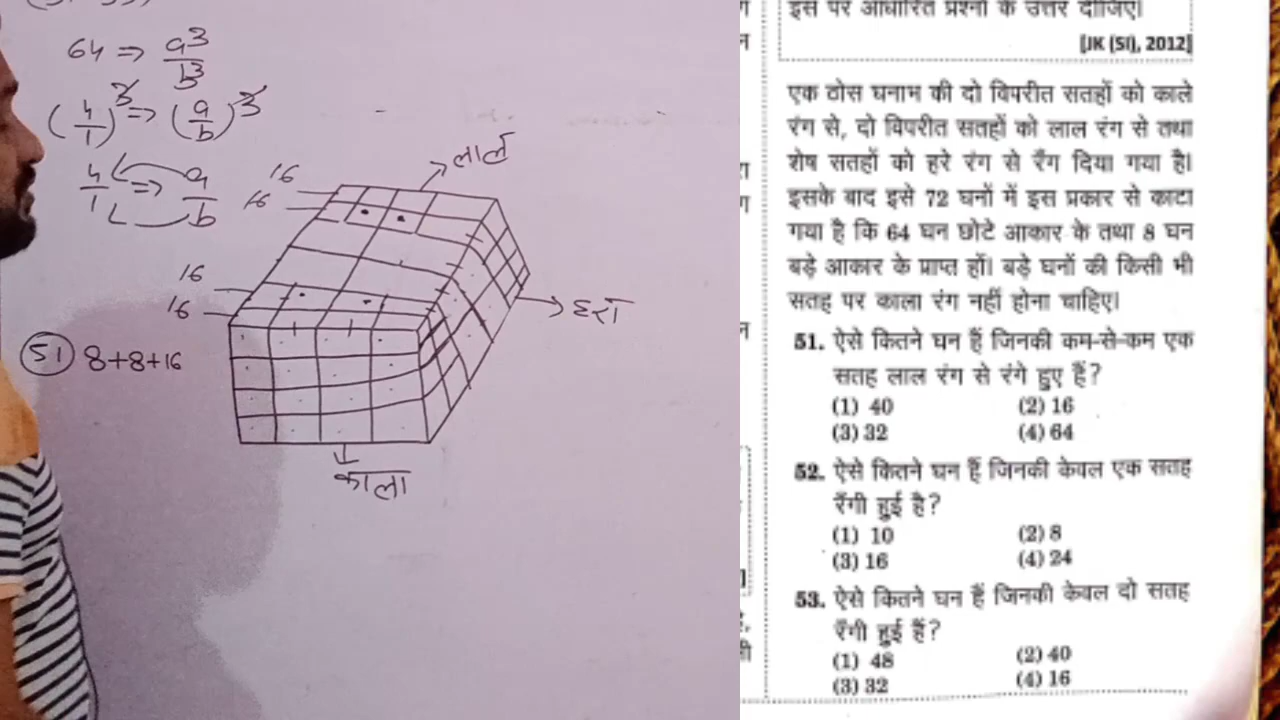 64 ⇒ a³/b³
(4/1)³ ⇒ (a/b)³
4/1 ⇒ a/b
16
16
लाल
16
16
हरा
(51) 8+8+16
काला
इस पर आधारित प्रश्नों के उत्तर दीजिए।
[JK (SI), 2012]
एक ठोस घनाभ की दो विपरीत सतहों को काले
रंग से, दो विपरीत सतहों को लाल रंग से तथा
शेष सतहों को हरे रंग से रँग दिया गया है।
इसके बाद इसे 72 घनों में इस प्रकार से काटा
गया है कि 64 घन छोटे आकार के तथा 8 घन
बड़े आकार के प्राप्त हों। बड़े घनों की किसी भी
सतह पर काला रंग नहीं होना चाहिए।
51. ऐसे कितने घन हैं जिनकी कम-से-कम एक
सतह लाल रंग से रंगे हुए हैं?
(1) 40 (2) 16
(3) 32 (4) 64
52. ऐसे कितने घन हैं जिनकी केवल एक सतह
रँगी हुई है?
(1) 10 (2) 8
(3) 16 (4) 24
53. ऐसे कितने घन हैं जिनकी केवल दो सतह
रँगी हुई हैं?
(1) 48 (2) 40
(3) 32 (4) 16